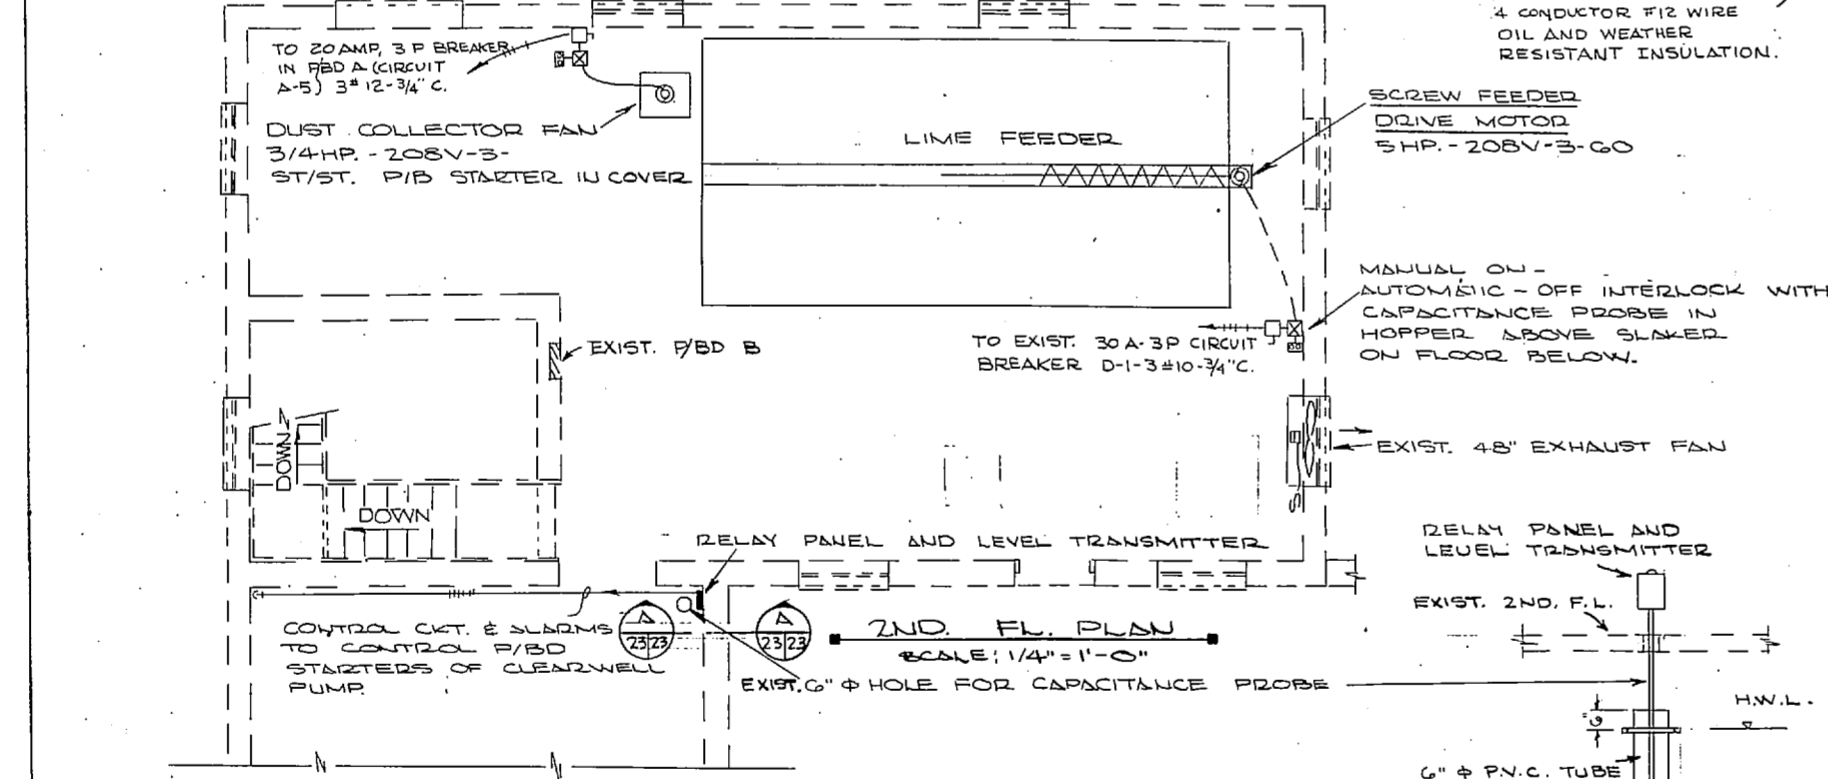 4 CONDUCTOR #12 WIRE
OIL AND WEATHER
RESISTANT INSULATION.
TO 20 AMP, 3 P BREAKER
IN PBD A (CIRCUIT
A-5) 3#12-3/4" C.
DUST COLLECTOR FAN
3/4 HP. - 208V-3-
ST/ST. P/B STARTER IN COVER
LIME FEEDER
SCREW FEEDER
DRIVE MOTOR
5 HP. - 208V-3-60
MANUAL ON -
AUTOMATIC - OFF INTERLOCK WITH
CAPACITANCE PROBE IN
HOPPER ABOVE SLAKER
ON FLOOR BELOW.
TO EXIST. 30 A-3P CIRCUIT
BREAKER D-1-3#10-3/4"C.
EXIST. P/BD B
DOWN
DOWN
EXIST. 48" EXHAUST FAN
S
RELAY PANEL AND LEVEL TRANSMITTER
RELAY PANEL AND
LEVEL TRANSMITTER
EXIST. 2ND. F.L.
CONTROL CKT. & ALARMS
TO CONTROL P/BD
STARTERS OF CLEARWELL
PUMP.
A
23 23
A
23 23
2ND. FL. PLAN
SCALE: 1/4" = 1'-0"
EXIST. 6" Φ HOLE FOR CAPACITANCE PROBE
H.W.L.
6"
6" Φ P.V.C. TUBE